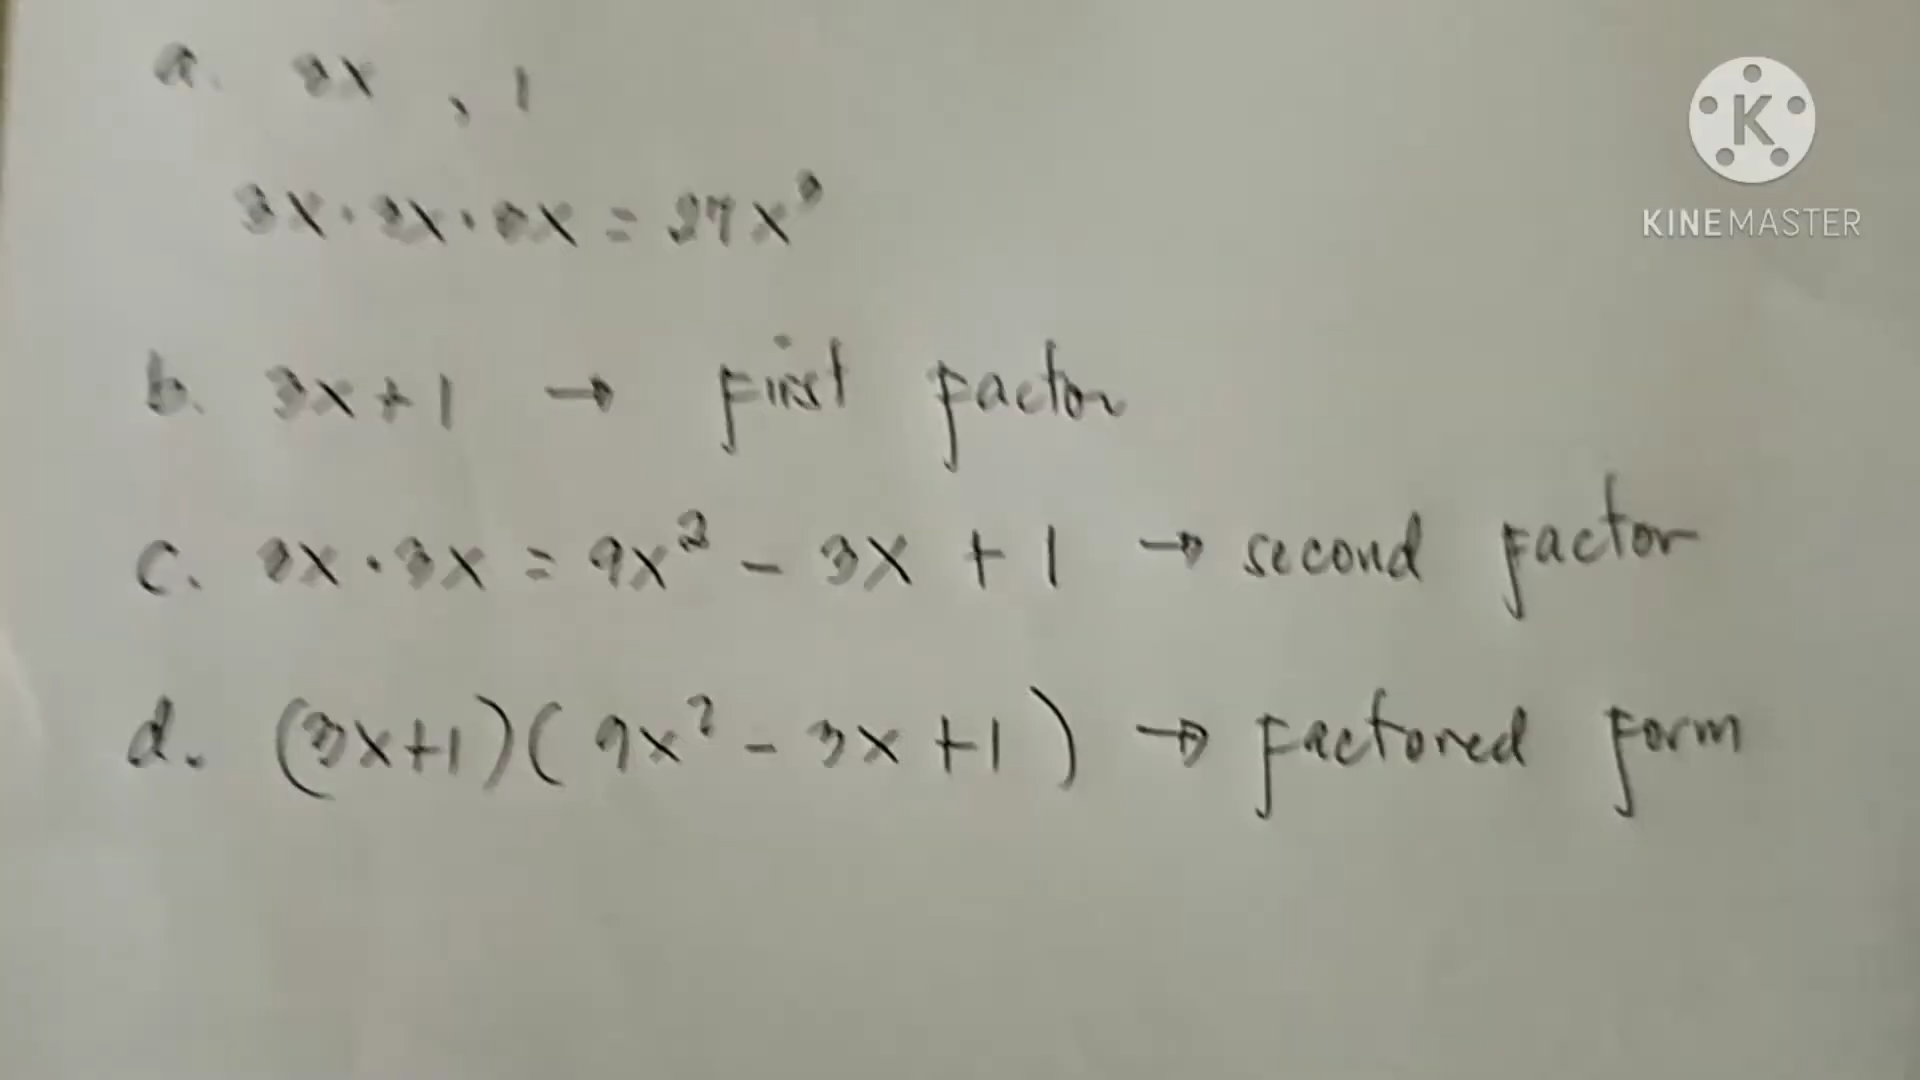 a. 3x , 1
K
KINEMASTER
3x · 3x · 3x = 27x³
b. 3x + 1 → First Factor
c. 3x · 3x = 9x² - 3x + 1 → second Factor
d. (3x+1)(9x² - 3x + 1) → Factored Form